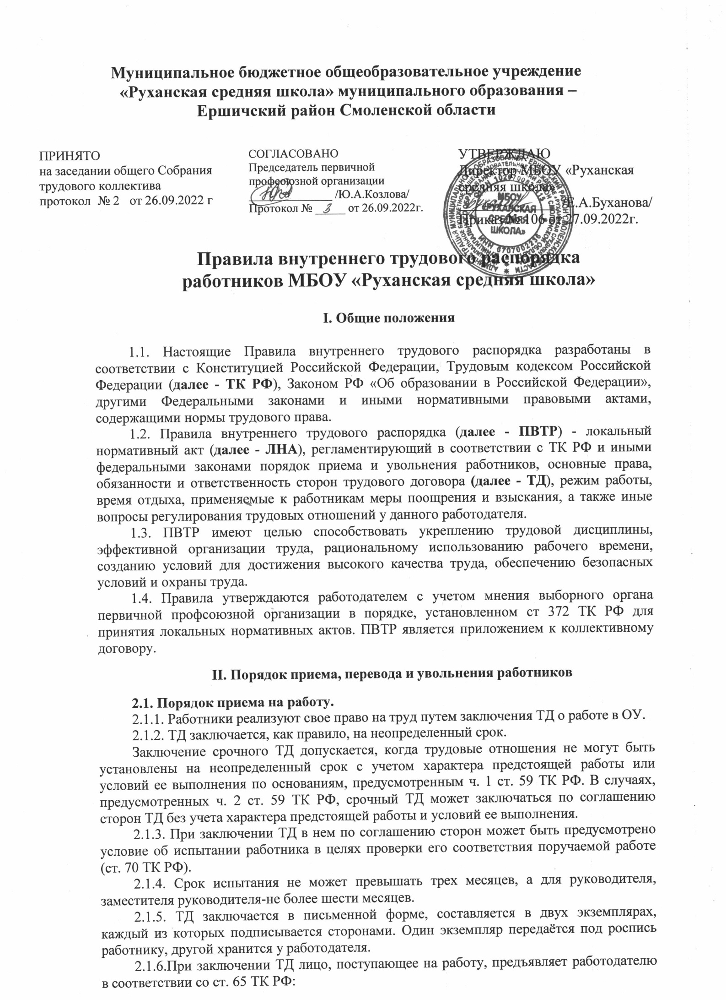 Муниципальное бюджетное общеобразовательное учреждение
«Руханская средняя школа» муниципального образования –
Ершичский район Смоленской области
ПРИНЯТО
на заседании общего Собрания
трудового коллектива
протокол № 2 от 26.09.2022 г
СОГЛАСОВАНО
Председатель первичной
профсоюзной организации
/Ю.А.Козлова/
Протокол № 3 от 26.09.2022г.
УТВЕРЖДАЮ
Директор МБОУ «Руханская
средняя школа»
/Е.А.Буханова/
Приказ № 106 от 27.09.2022г.
МБОУ
«РУХАНСКАЯ
СРЕДНЯЯ
ШКОЛА»
ИНН 6707002236
Правила внутреннего трудового распорядка
работников МБОУ «Руханская средняя школа»
I. Общие положения
1.1. Настоящие Правила внутреннего трудового распорядка разработаны в
соответствии с Конституцией Российской Федерации, Трудовым кодексом Российской
Федерации (далее - ТК РФ), Законом РФ «Об образовании в Российской Федерации»,
другими Федеральными законами и иными нормативными правовыми актами,
содержащими нормы трудового права.
1.2. Правила внутреннего трудового распорядка (далее - ПВТР) - локальный
нормативный акт (далее - ЛНА), регламентирующий в соответствии с ТК РФ и иными
федеральными законами порядок приема и увольнения работников, основные права,
обязанности и ответственность сторон трудового договора (далее - ТД), режим работы,
время отдыха, применяемые к работникам меры поощрения и взыскания, а также иные
вопросы регулирования трудовых отношений у данного работодателя.
1.3. ПВТР имеют целью способствовать укреплению трудовой дисциплины,
эффективной организации труда, рациональному использованию рабочего времени,
созданию условий для достижения высокого качества труда, обеспечению безопасных
условий и охраны труда.
1.4. Правила утверждаются работодателем с учетом мнения выборного органа
первичной профсоюзной организации в порядке, установленном ст 372 ТК РФ для
принятия локальных нормативных актов. ПВТР является приложением к коллективному
договору.
II. Порядок приема, перевода и увольнения работников
2.1. Порядок приема на работу.
2.1.1. Работники реализуют свое право на труд путем заключения ТД о работе в ОУ.
2.1.2. ТД заключается, как правило, на неопределенный срок.
Заключение срочного ТД допускается, когда трудовые отношения не могут быть
установлены на неопределенный срок с учетом характера предстоящей работы или
условий ее выполнения по основаниям, предусмотренным ч. 1 ст. 59 ТК РФ. В случаях,
предусмотренных ч. 2 ст. 59 ТК РФ, срочный ТД может заключаться по соглашению
сторон ТД без учета характера предстоящей работы и условий ее выполнения.
2.1.3. При заключении ТД в нем по соглашению сторон может быть предусмотрено
условие об испытании работника в целях проверки его соответствия поручаемой работе
(ст. 70 ТК РФ).
2.1.4. Срок испытания не может превышать трех месяцев, а для руководителя,
заместителя руководителя-не более шести месяцев.
2.1.5. ТД заключается в письменной форме, составляется в двух экземплярах,
каждый из которых подписывается сторонами. Один экземпляр передаётся под роспись
работнику, другой хранится у работодателя.
2.1.6.При заключении ТД лицо, поступающее на работу, предъявляет работодателю
в соответствии со ст. 65 ТК РФ: